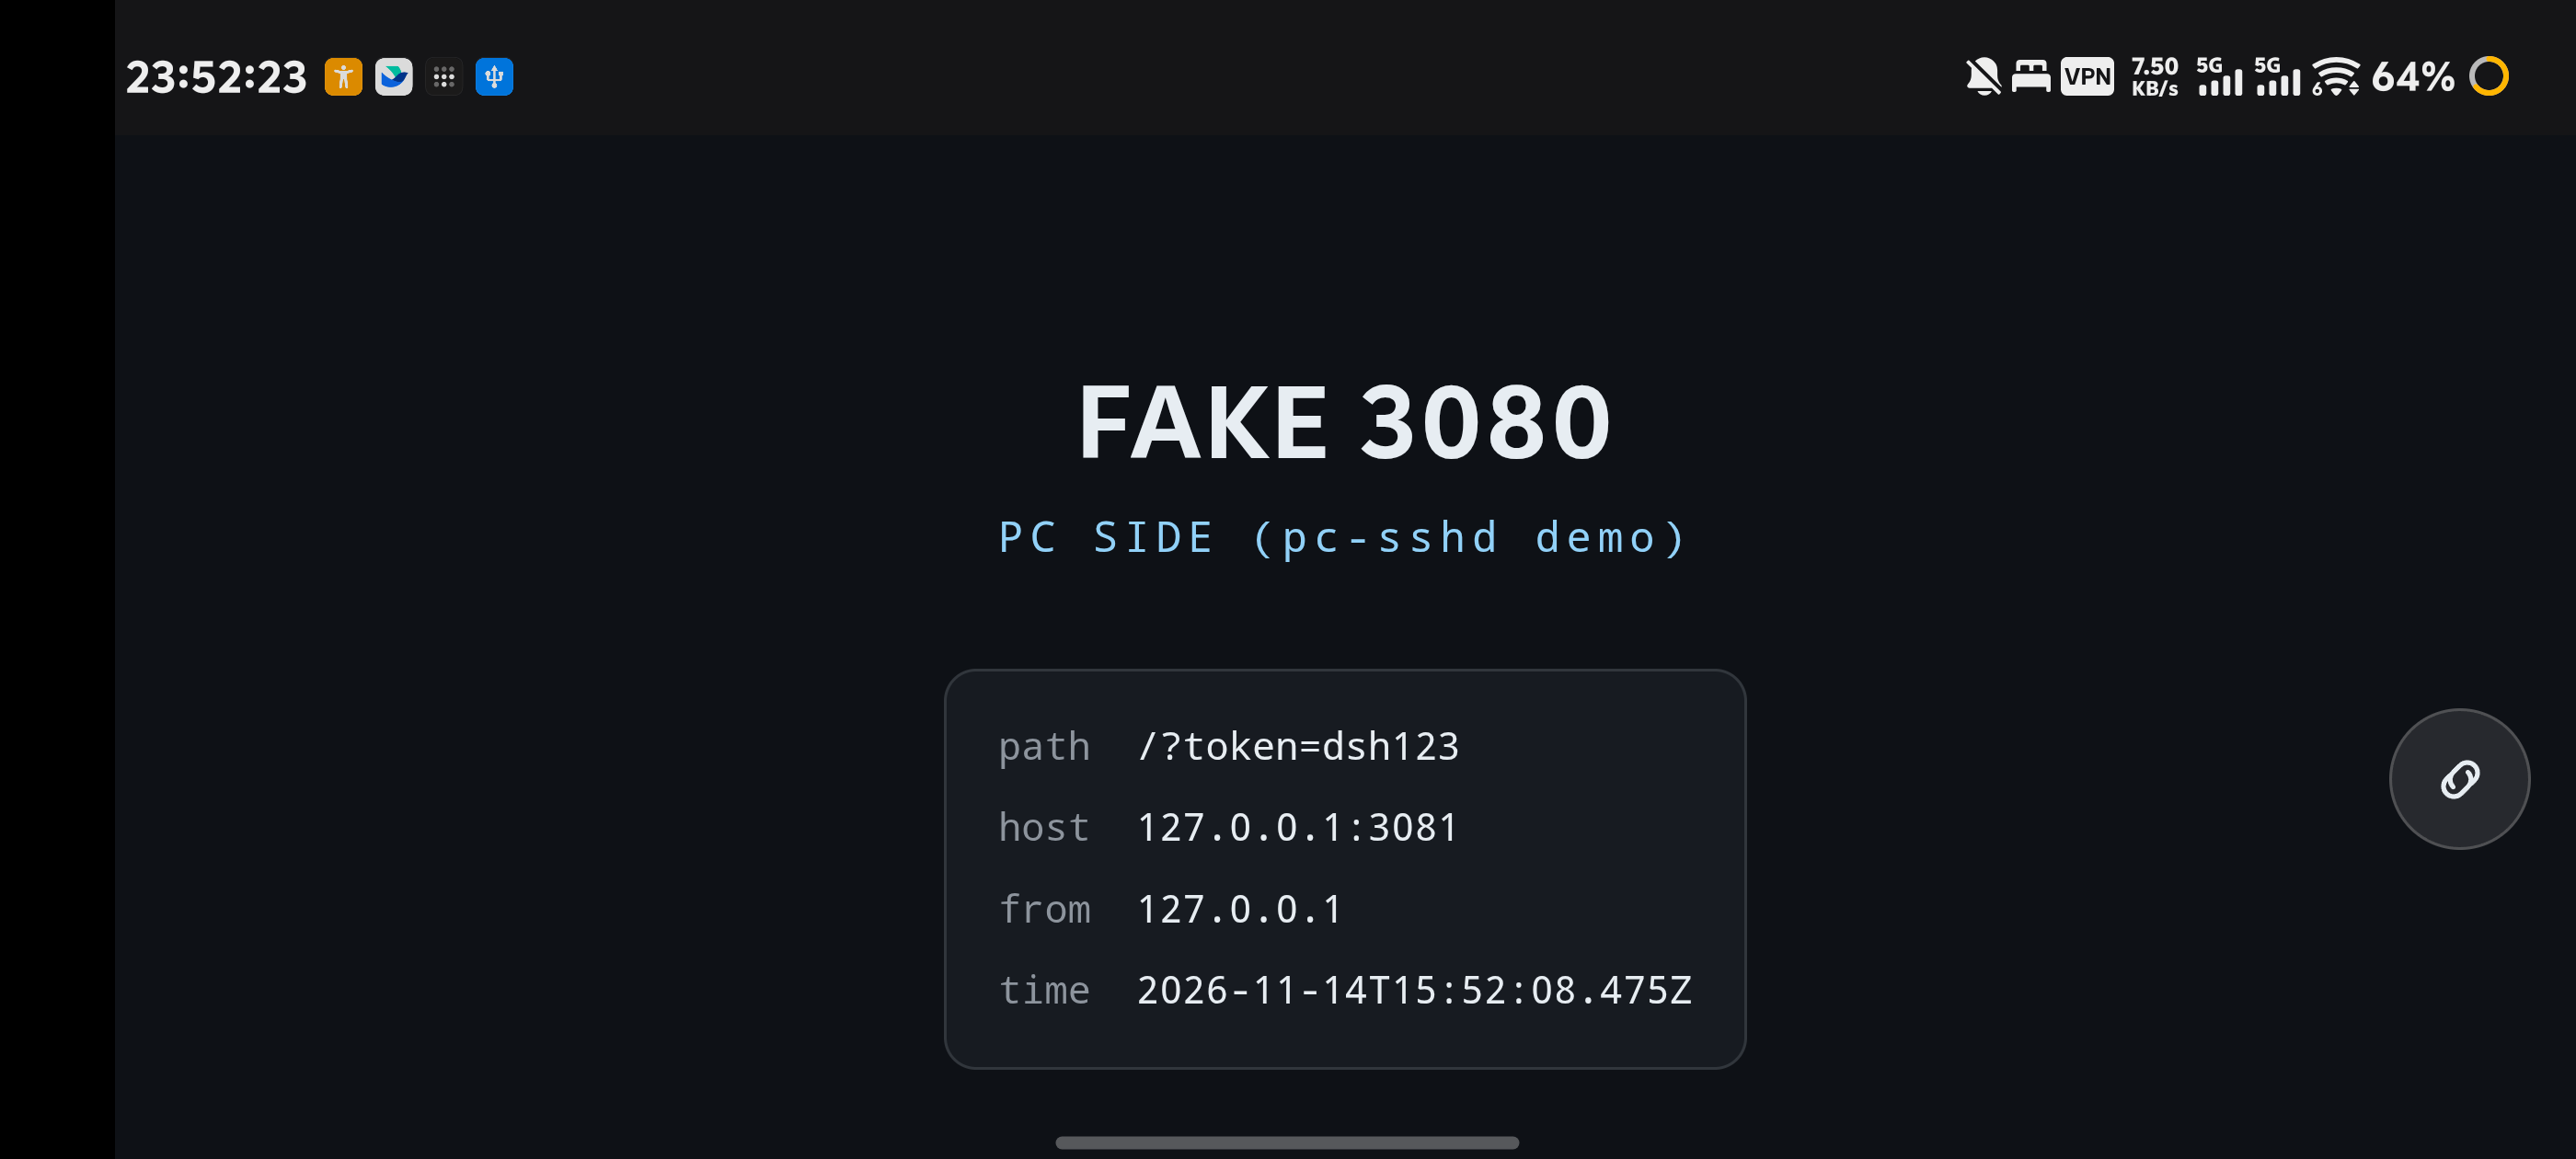 23:52:23 VPN 7.50 KB/s 5G 5G 6 64%
FAKE 3080
PC SIDE (pc-sshd demo)
path /?token=dsh123
host 127.0.0.1:3081
from 127.0.0.1
time 2026-11-14T15:52:08.475Z